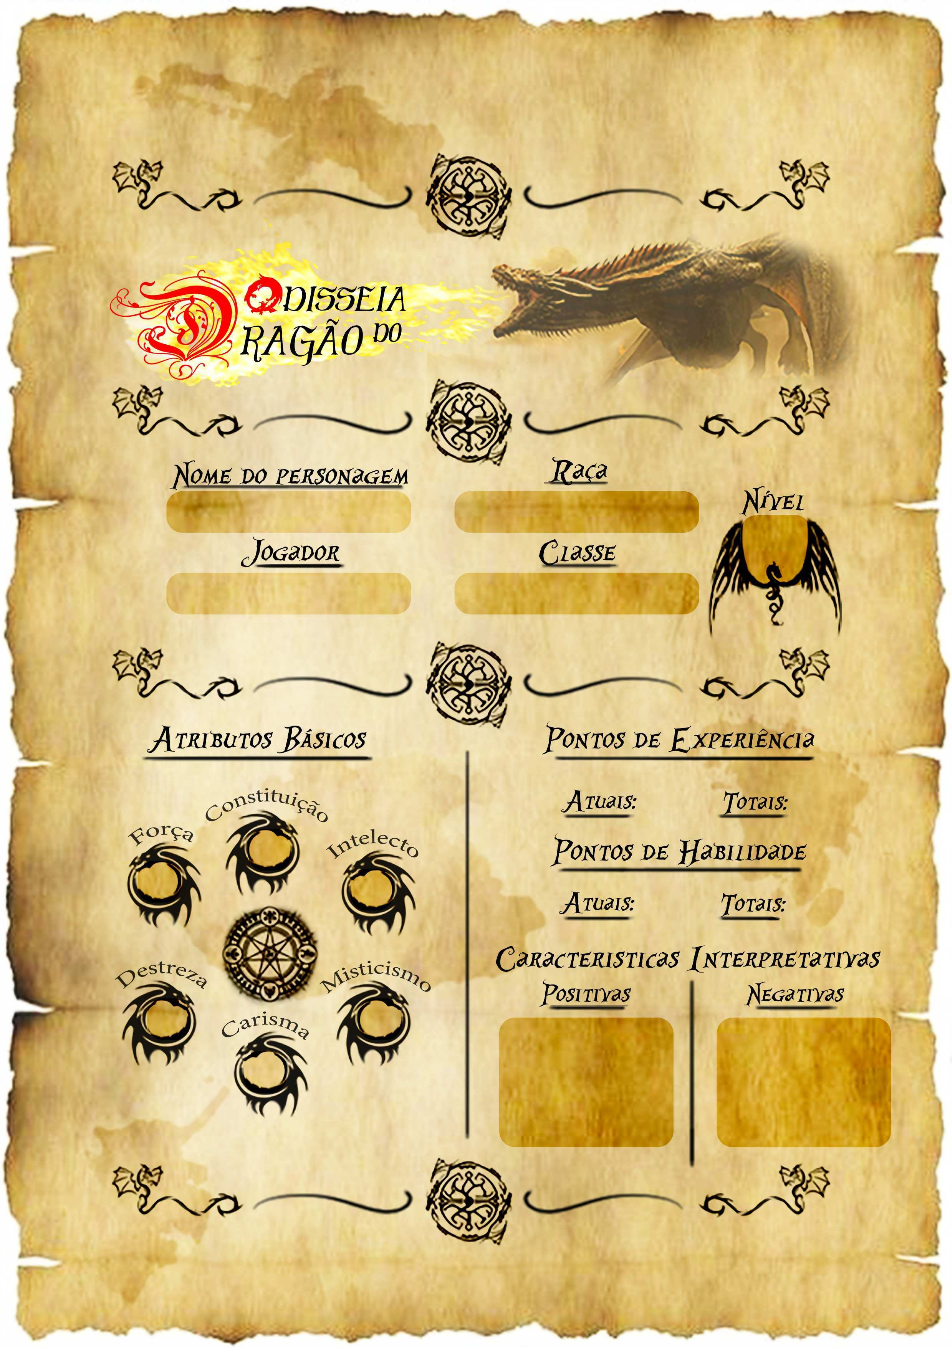 Odisseia
Dragão do
Nome do personagem
Raça
Nível
Jogador
Classe
Atributos Básicos
Pontos de Experiência
Constituição
Força
Intelecto
Atuais: Totais:
Pontos de Habilidade
Atuais: Totais:
Destreza
Misticismo
Carisma
Caracteristicas Interpretativas
Positivas Negativas